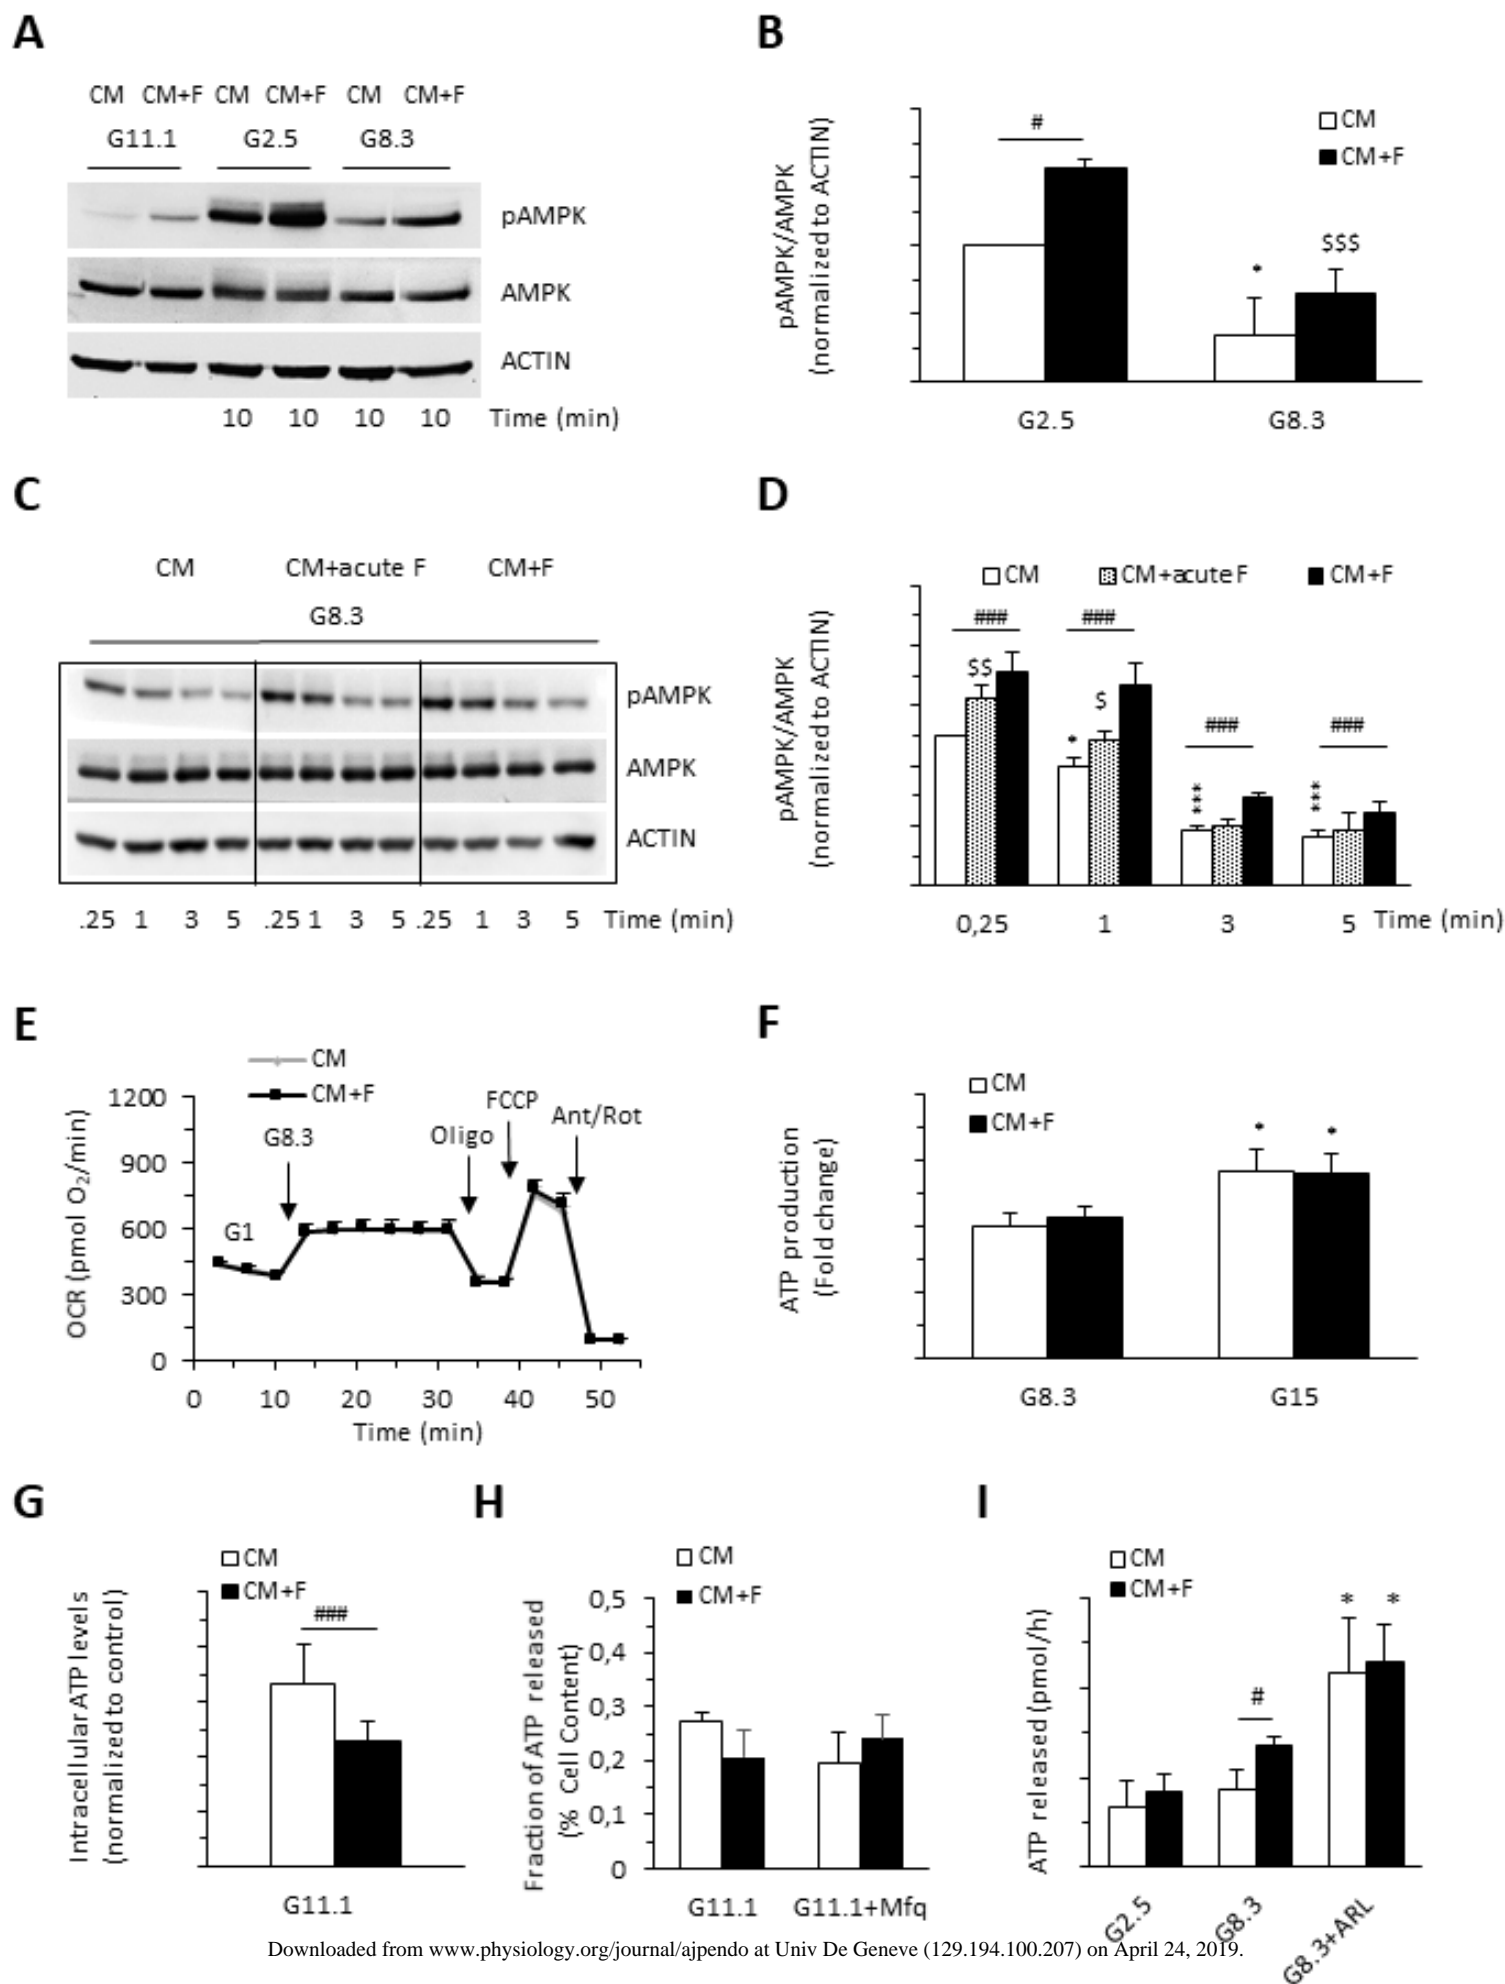 A
CM CM+F CM CM+F CM CM+F
G11.1 G2.5 G8.3
pAMPK
AMPK
ACTIN
10 10 10 10 Time (min)
B
pAMPK/AMPK
(normalized to ACTIN)
#
CM
CM+F
*
$$$
G2.5 G8.3
C
CM CM+acute F CM+F
G8.3
pAMPK
AMPK
ACTIN
.25 1 3 5 .25 1 3 5 .25 1 3 5 Time (min)
D
CM CM+acute F CM+F
pAMPK/AMPK
(normalized to ACTIN)
### ###
$$
$
*
### ###
*** ***
0,25 1 3 5 Time (min)
E
CM
CM+F
OCR (pmol O₂/min)
1200
900
600
300
0
G1
G8.3
Oligo
FCCP
Ant/Rot
0 10 20 30 40 50
Time (min)
F
CM
CM+F
ATP production
(Fold change)
* *
G8.3 G15
G
CM
CM+F
Intracellular ATP levels
(normalized to control)
###
G11.1
H
CM
CM+F
Fraction of ATP released
(% Cell Content)
0,5
0,4
0,3
0,2
0,1
0
G11.1 G11.1+Mfq
I
CM
CM+F
ATP released (pmol/h)
#
* *
G2.5 G8.3 G8.3+ARL
Downloaded from www.physiology.org/journal/ajpendo at Univ De Geneve (129.194.100.207) on April 24, 2019.